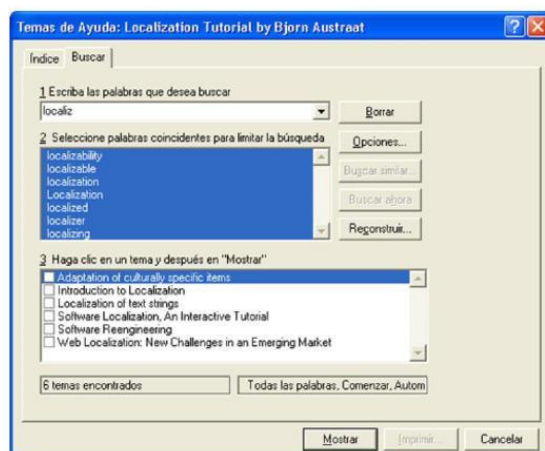 Temas de Ayuda: Localization Tutorial by Bjorn Austraat
Índice Buscar
1 Escriba las palabras que desea buscar
localiz
Borrar
2 Seleccione palabras coincidentes para limitar la búsqueda
Opciones...
localizability
localizable
localization
Localization
localized
localizer
localizing
Buscar similar...
Buscar ahora
Reconstruir...
3 Haga clic en un tema y después en "Mostrar"
Adaptation of culturally specific items
Introduction to Localization
Localization of text strings
Software Localization, An Interactive Tutorial
Software Reengineering
Web Localization: New Challenges in an Emerging Market
6 temas encontrados
Todas las palabras, Comenzar, Autom
Mostrar Imprimir... Cancelar